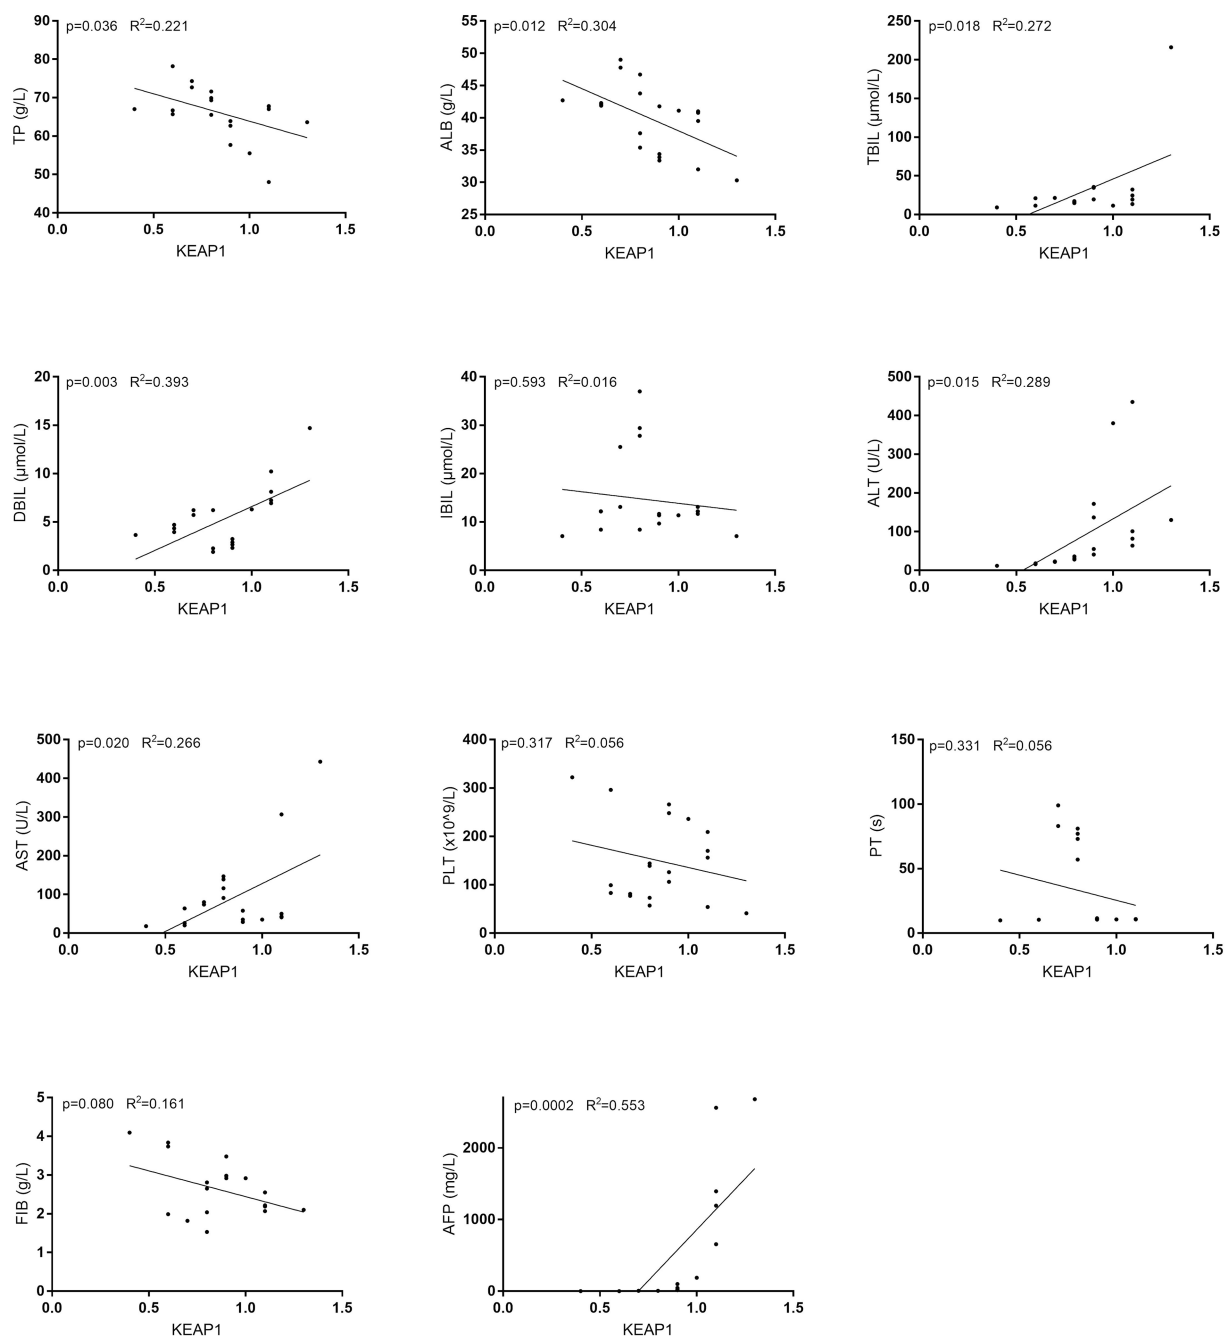 p=0.036 R²=0.221
90
80
70
60
50
40
TP (g/L)
0.0 0.5 1.0 1.5
KEAP1
p=0.012 R²=0.304
55
50
45
40
35
30
25
ALB (g/L)
0.0 0.5 1.0 1.5
KEAP1
p=0.018 R²=0.272
250
200
150
100
50
0
TBIL (μmol/L)
0.0 0.5 1.0 1.5
KEAP1
p=0.003 R²=0.393
20
15
10
5
0
DBIL (μmol/L)
0.0 0.5 1.0 1.5
KEAP1
p=0.593 R²=0.016
40
30
20
10
0
IBIL (μmol/L)
0.0 0.5 1.0 1.5
KEAP1
p=0.015 R²=0.289
500
400
300
200
100
0
ALT (U/L)
0.0 0.5 1.0 1.5
KEAP1
p=0.020 R²=0.266
500
400
300
200
100
0
AST (U/L)
0.0 0.5 1.0 1.5
KEAP1
p=0.317 R²=0.056
400
300
200
100
0
PLT (x10^9/L)
0.0 0.5 1.0 1.5
KEAP1
p=0.331 R²=0.056
150
100
50
0
PT (s)
0.0 0.5 1.0 1.5
KEAP1
p=0.080 R²=0.161
5
4
3
2
1
0
FIB (g/L)
0.0 0.5 1.0 1.5
KEAP1
p=0.0002 R²=0.553
2000
1000
0
AFP (mg/L)
0.0 0.5 1.0 1.5
KEAP1